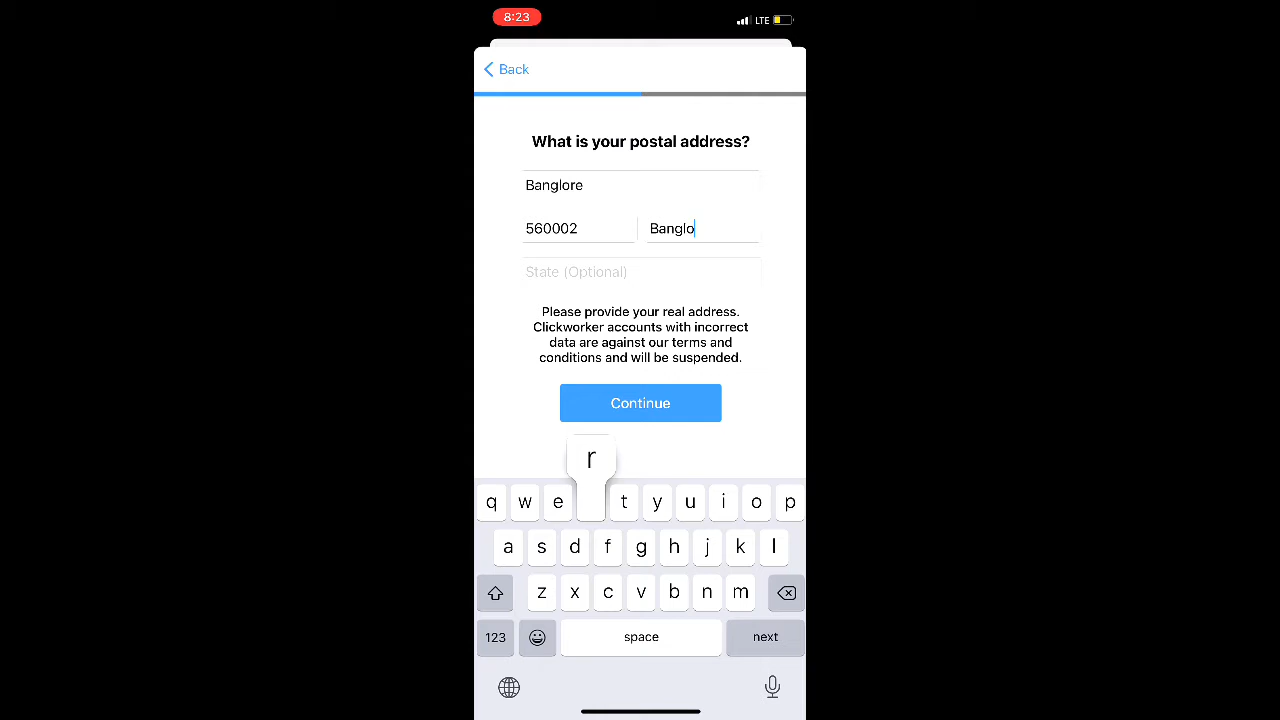 8:23
LTE
Back
What is your postal address?
Banglore
560002 Banglo
State (Optional)
Please provide your real address.
Clickworker accounts with incorrect
data are against our terms and
conditions and will be suspended.
Continue
r
q w e t y u i o p
a s d f g h j k l
z x c v b n m
123 space next